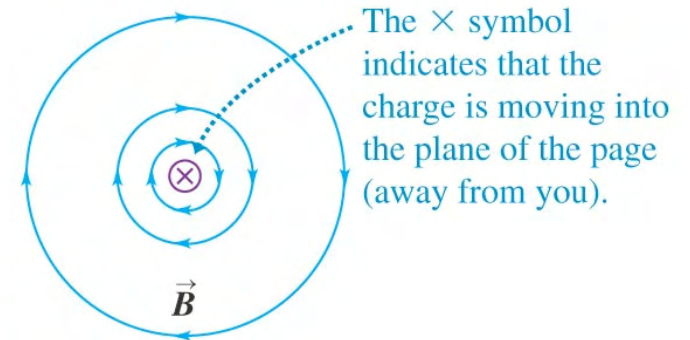 The × symbol
indicates that the
charge is moving into
the plane of the page
(away from you).
×
B⃗